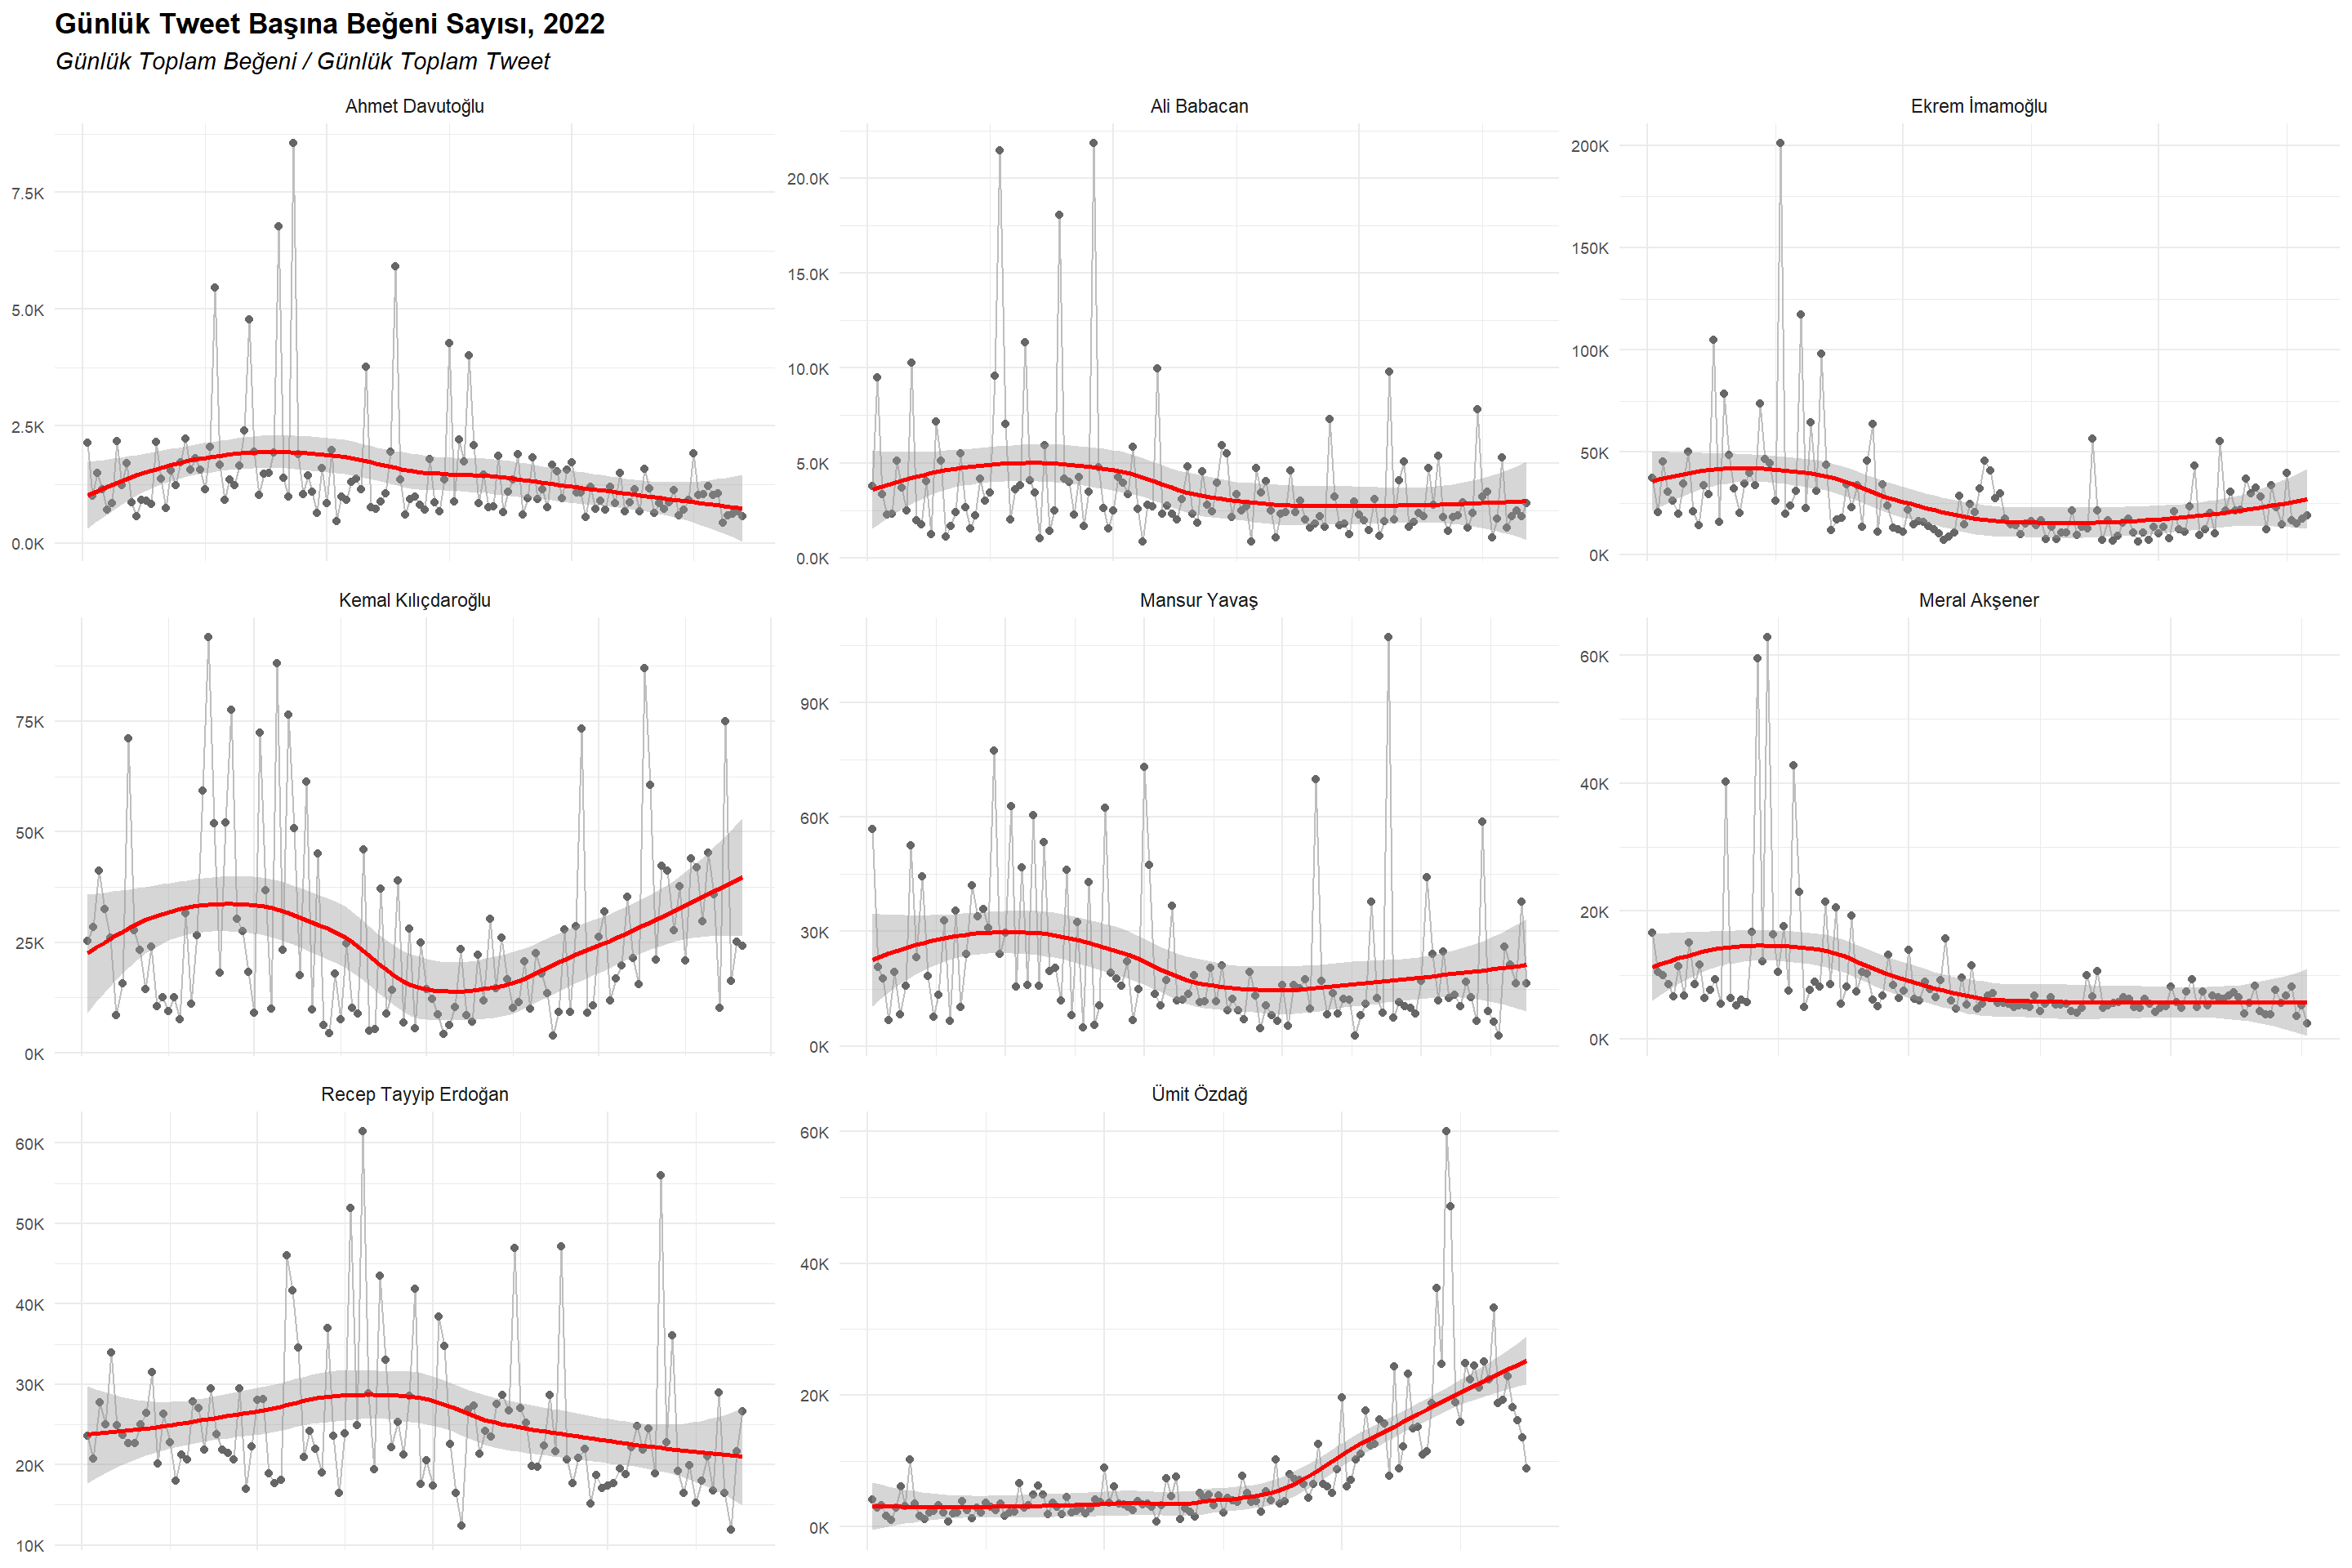 Günlük Tweet Başına Beğeni Sayısı, 2022
Günlük Toplam Beğeni / Günlük Toplam Tweet
Ahmet Davutoğlu
7.5K
5.0K
2.5K
0.0K
Ali Babacan
20.0K
15.0K
10.0K
5.0K
0.0K
Ekrem İmamoğlu
200K
150K
100K
50K
0K
Kemal Kılıçdaroğlu
75K
50K
25K
0K
Mansur Yavaş
90K
60K
30K
0K
Meral Akşener
60K
40K
20K
0K
Recep Tayyip Erdoğan
60K
50K
40K
30K
20K
10K
Ümit Özdağ
60K
40K
20K
0K